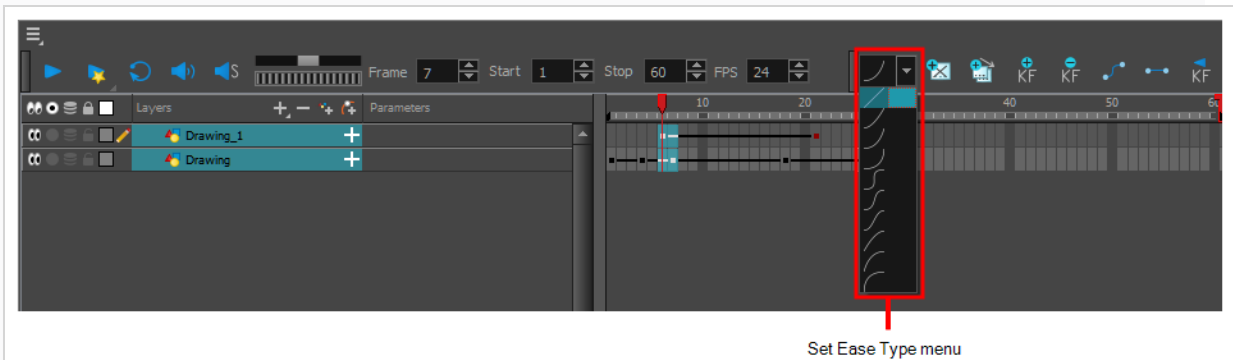 S Frame 7 Start 1 Stop 60 FPS 24 KF KF KF
Layers Parameters 10 20 40 50
Drawing_1
Drawing
Set Ease Type menu